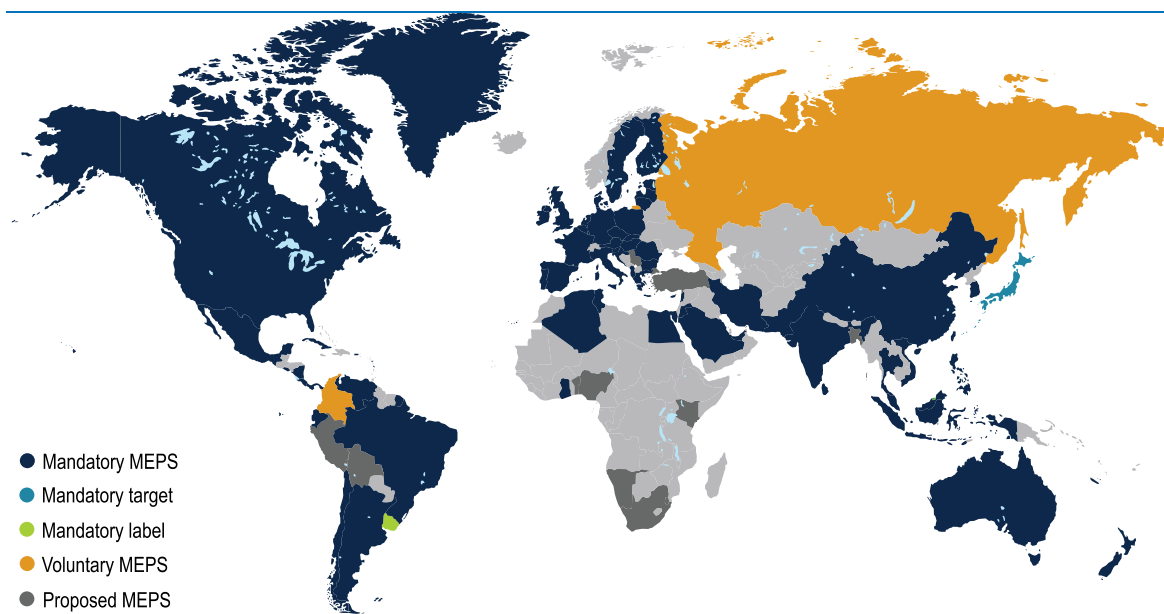 Mandatory MEPS
Mandatory target
Mandatory label
Voluntary MEPS
Proposed MEPS